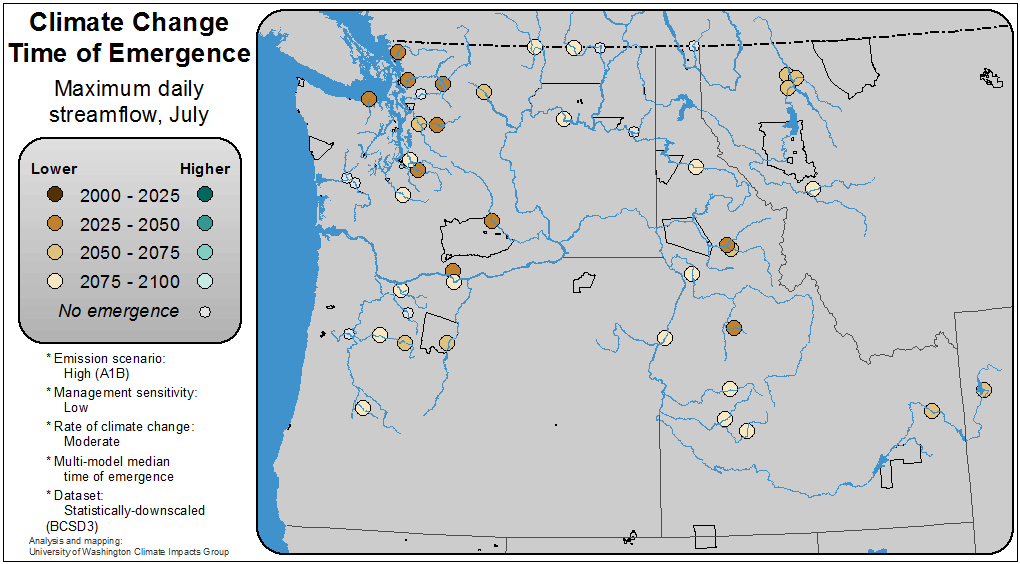 Climate Change
Time of Emergence
Maximum daily
streamflow, July
Lower Higher
2000 - 2025
2025 - 2050
2050 - 2075
2075 - 2100
No emergence
* Emission scenario:
High (A1B)
* Management sensitivity:
Low
* Rate of climate change:
Moderate
* Multi-model median
time of emergence
* Dataset:
Statistically-downscaled
(BCSD3)
Analysis and mapping:
University of Washington Climate Impacts Group